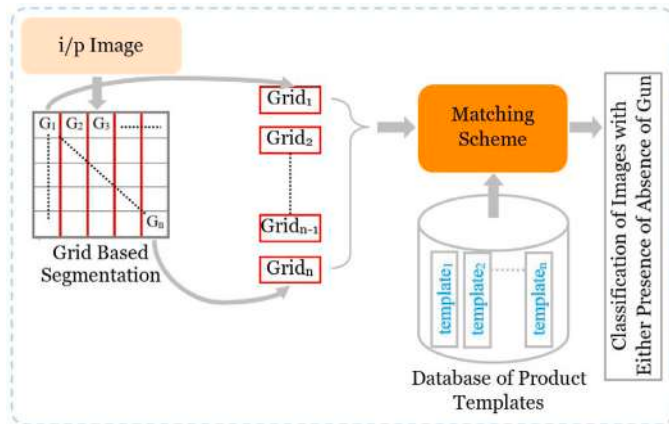 i/p Image
G₁ G₂ G₃
Gₙ
Grid Based
Segmentation
Grid₁
Grid₂
Gridₙ₋₁
Gridₙ
Matching
Scheme
template₁
template₂
templateₙ
Database of Product
Templates
Classification of Images with
Either Presence of Absence of Gun